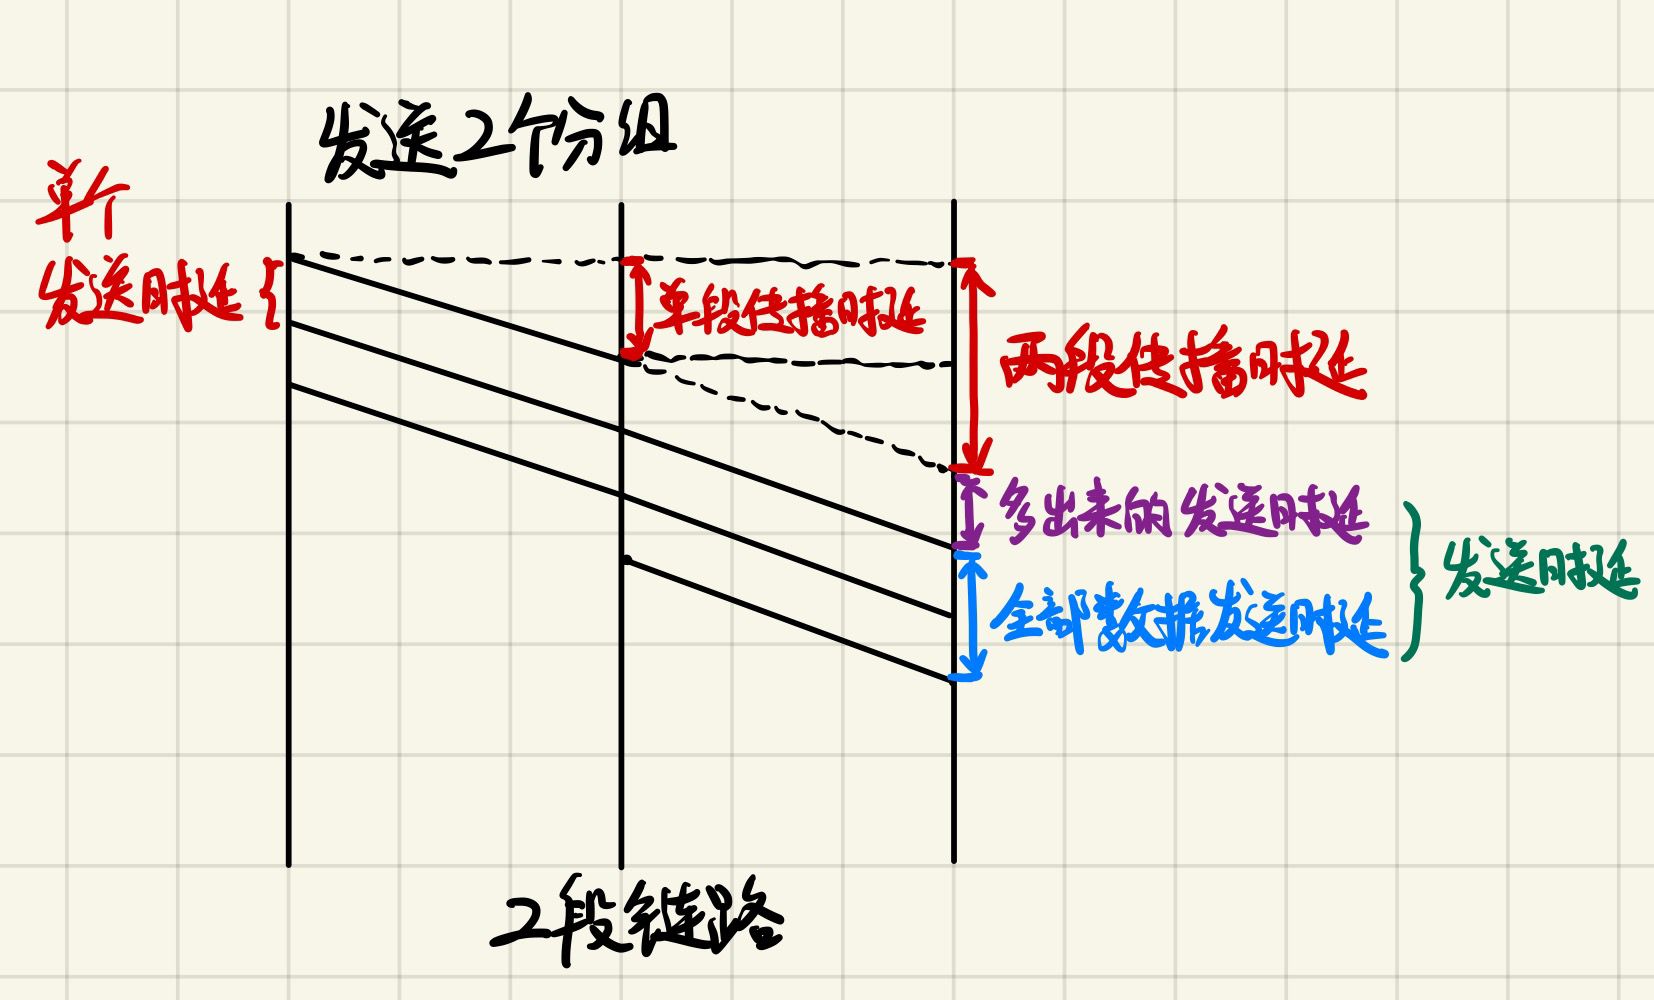 发送2个分组
单个
发送时延
单段传播时延
两段传播时延
多出来的发送时延
发送时延
全部数据发送时延
2段链路